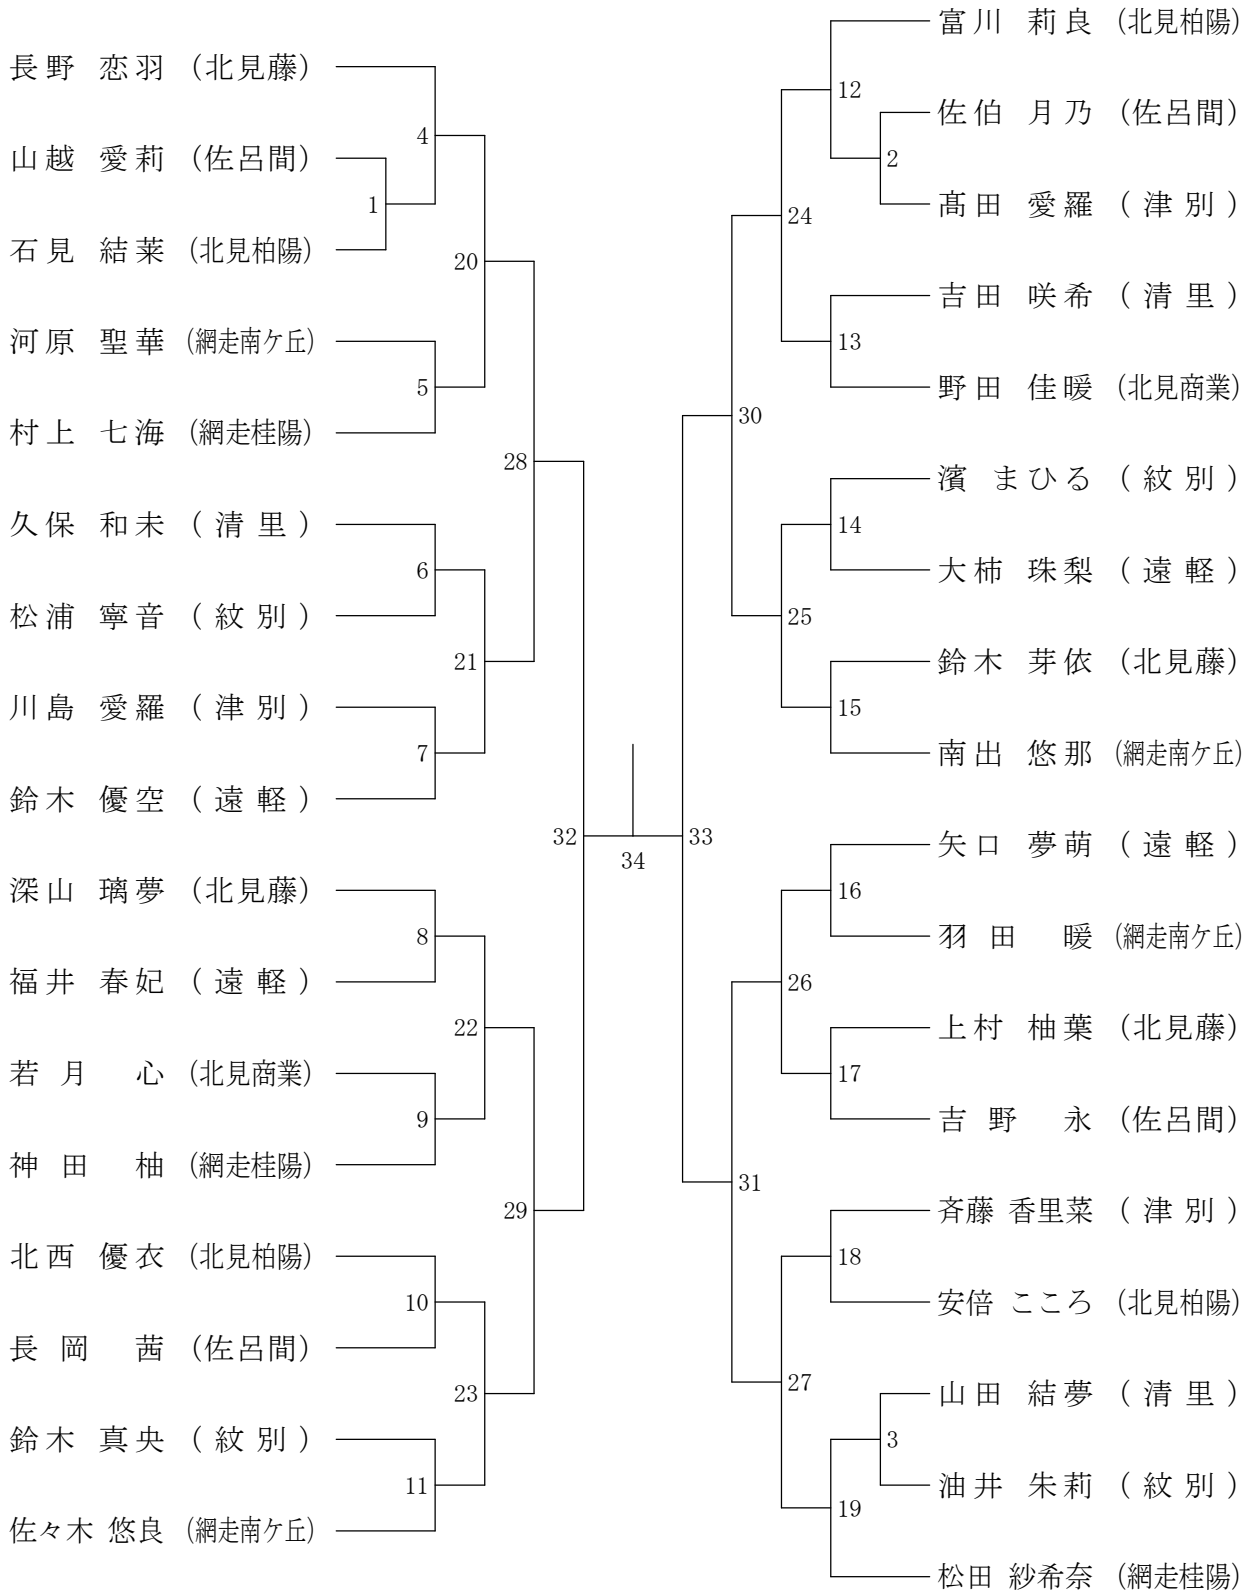 長野 恋羽 (北見藤)
山越 愛莉 (佐呂間)
石見 結菜 (北見柏陽)
河原 聖華 (網走南ケ丘)
村上 七海 (網走桂陽)
久保 和未 (清里)
松浦 寧音 (紋別)
川島 愛羅 (津別)
鈴木 優空 (遠軽)
深山 璃夢 (北見藤)
福井 春妃 (遠軽)
若月 心 (北見商業)
神田 柚 (網走桂陽)
北西 優衣 (北見柏陽)
長岡 茜 (佐呂間)
鈴木 真央 (紋別)
佐々木 悠良 (網走南ケ丘)
1
4
5
6
7
8
9
10
11
20
21
22
23
28
29
32
34
33
30
31
24
25
26
27
12
2
13
14
15
16
17
18
3
19
富川 莉良 (北見柏陽)
佐伯 月乃 (佐呂間)
髙田 愛羅 (津別)
吉田 咲希 (清里)
野田 佳暖 (北見商業)
濱 まひる (紋別)
大柿 珠梨 (遠軽)
鈴木 芽依 (北見藤)
南出 悠那 (網走南ケ丘)
矢口 夢萌 (遠軽)
羽田 暖 (網走南ケ丘)
上村 柚葉 (北見藤)
吉野 永 (佐呂間)
斉藤 香里菜 (津別)
安倍 こころ (北見柏陽)
山田 結夢 (清里)
油井 朱莉 (紋別)
松田 紗希奈 (網走桂陽)